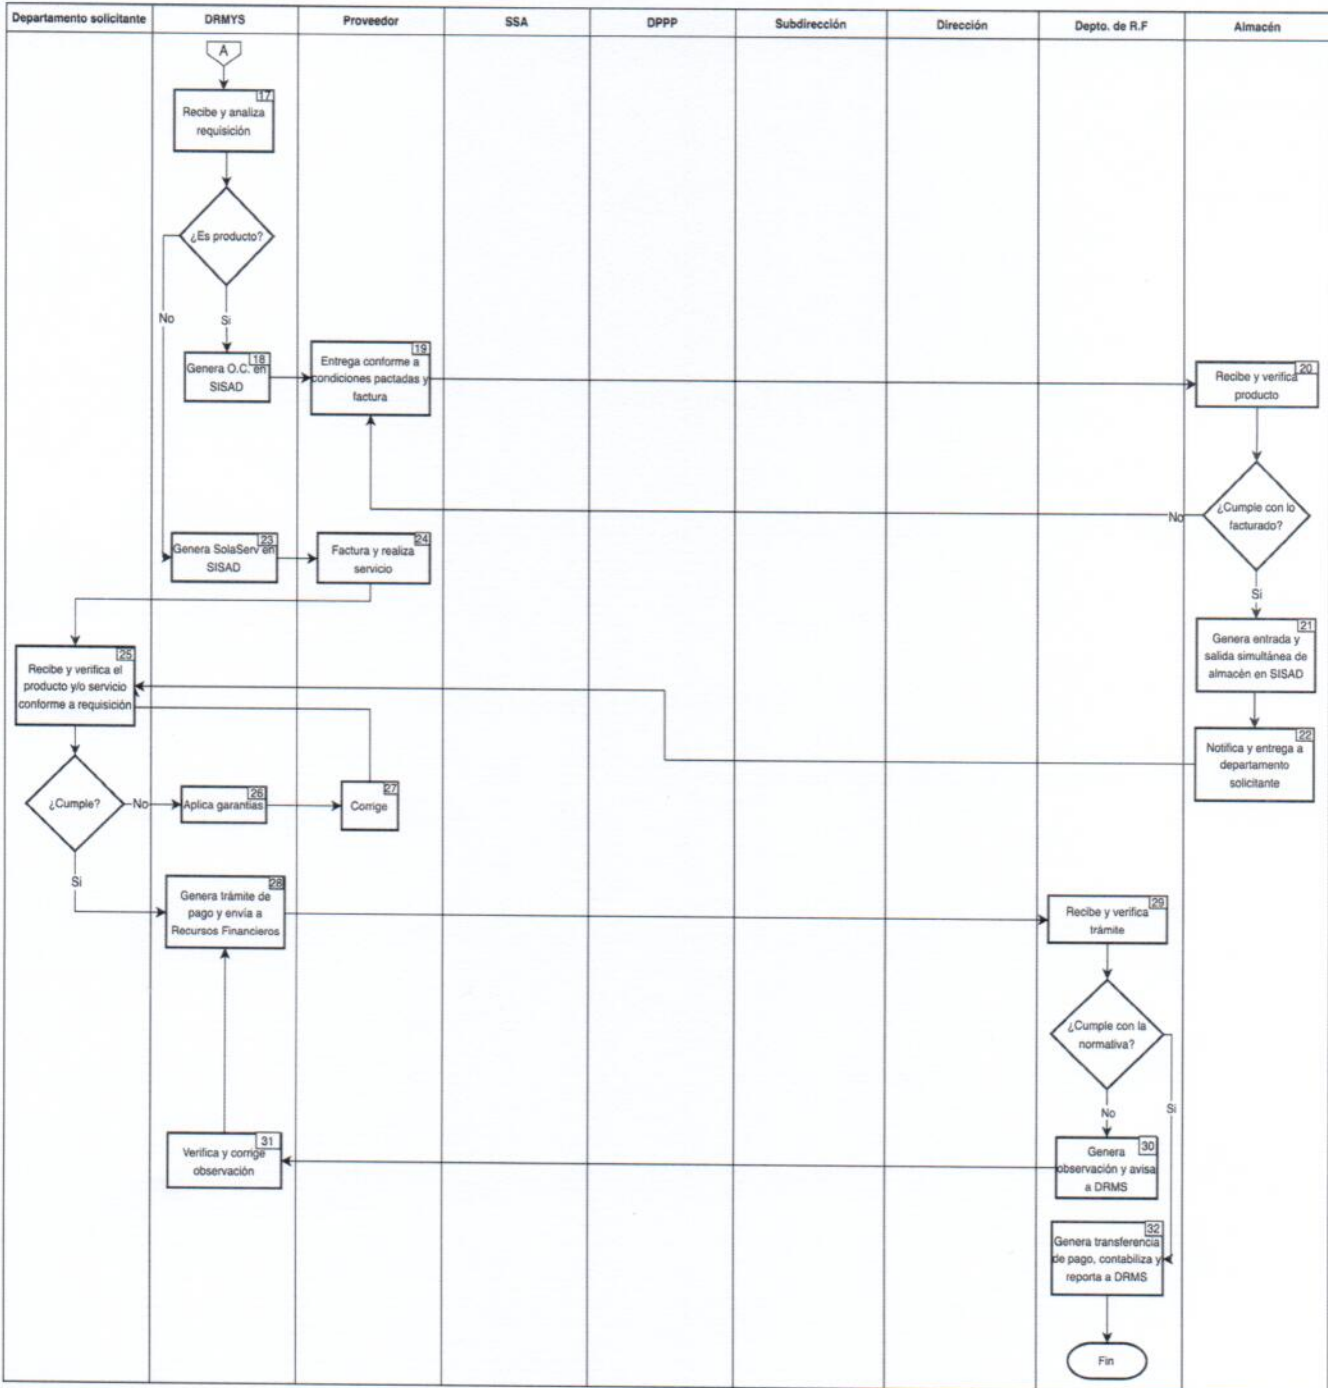 Departamento solicitante
DRMYS
Proveedor
SSA
DPPP
Subdirección
Dirección
Depto. de R.F
Almacén
A
17
Recibe y analiza
requisición
¿Es producto?
No
Si
18
Genera O.C. en
SISAD
19
Entrega conforme a
condiciones pactadas y
factura
20
Recibe y verifica
producto
¿Cumple con lo
facturado?
No
Si
23
Genera SolaServ en
SISAD
24
Factura y realiza
servicio
21
Genera entrada y
salida simultánea de
almacén en SISAD
25
Recibe y verifica el
producto y/o servicio
conforme a requisición
22
Notifica y entrega a
departamento
solicitante
¿Cumple?
No
26
Aplica garantías
27
Corrige
Si
28
Genera trámite de
pago y envía a
Recursos Financieros
29
Recibe y verifica
trámite
¿Cumple con la
normativa?
No
Si
31
Verifica y corrige
observación
30
Genera
observación y avisa
a DRMS
32
Genera transferencia
de pago, contabiliza y
reporta a DRMS
Fin